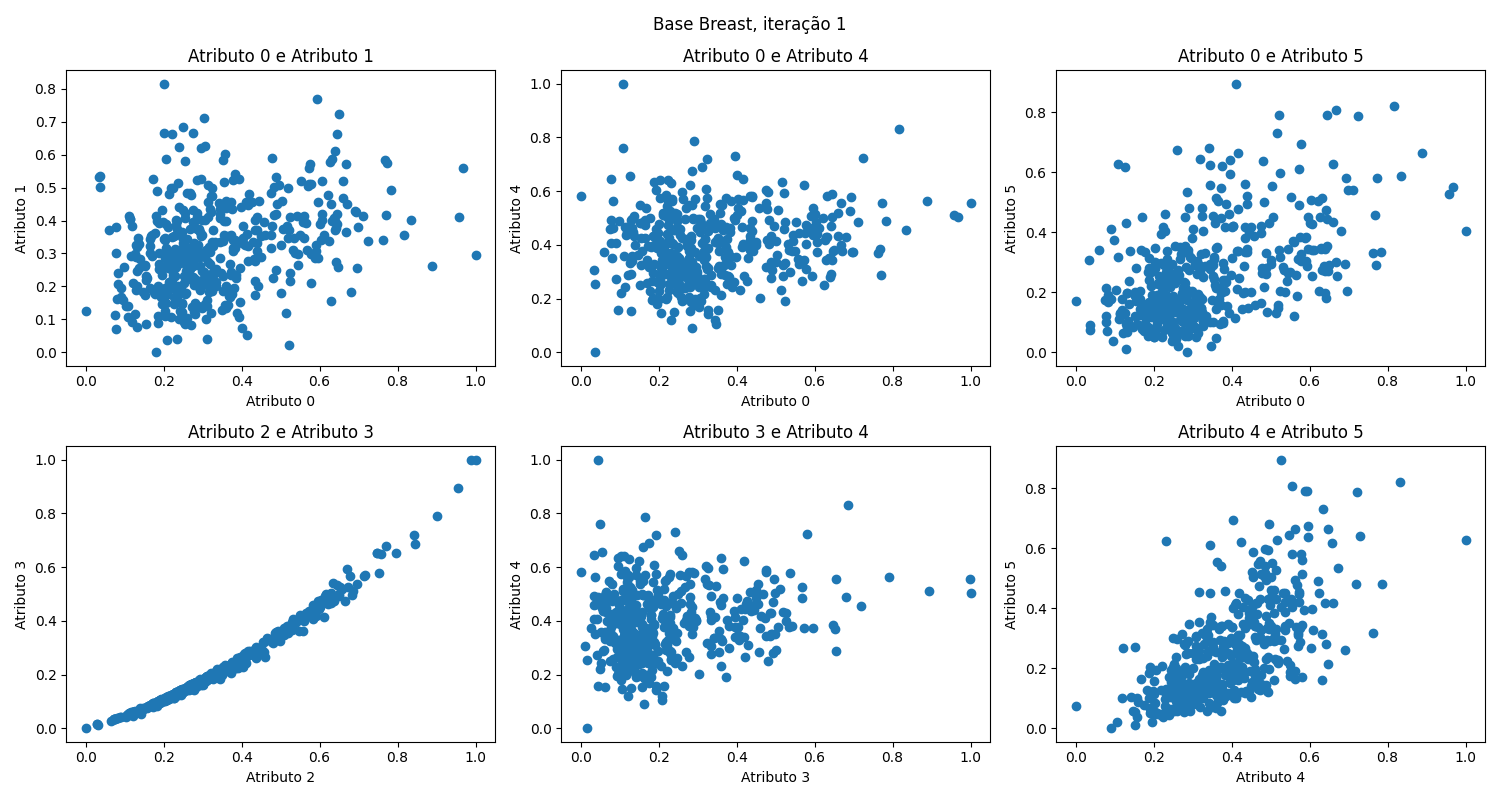 Base Breast, iteração 1
Atributo 0 e Atributo 1
Atributo 1
0.8
0.7
0.6
0.5
0.4
0.3
0.2
0.1
0.0
0.0 0.2 0.4 0.6 0.8 1.0
Atributo 0
Atributo 0 e Atributo 4
Atributo 4
1.0
0.8
0.6
0.4
0.2
0.0
0.0 0.2 0.4 0.6 0.8 1.0
Atributo 0
Atributo 0 e Atributo 5
Atributo 5
0.8
0.6
0.4
0.2
0.0
0.0 0.2 0.4 0.6 0.8 1.0
Atributo 0
Atributo 2 e Atributo 3
Atributo 3
1.0
0.8
0.6
0.4
0.2
0.0
0.0 0.2 0.4 0.6 0.8 1.0
Atributo 2
Atributo 3 e Atributo 4
Atributo 4
1.0
0.8
0.6
0.4
0.2
0.0
0.0 0.2 0.4 0.6 0.8 1.0
Atributo 3
Atributo 4 e Atributo 5
Atributo 5
0.8
0.6
0.4
0.2
0.0
0.0 0.2 0.4 0.6 0.8 1.0
Atributo 4